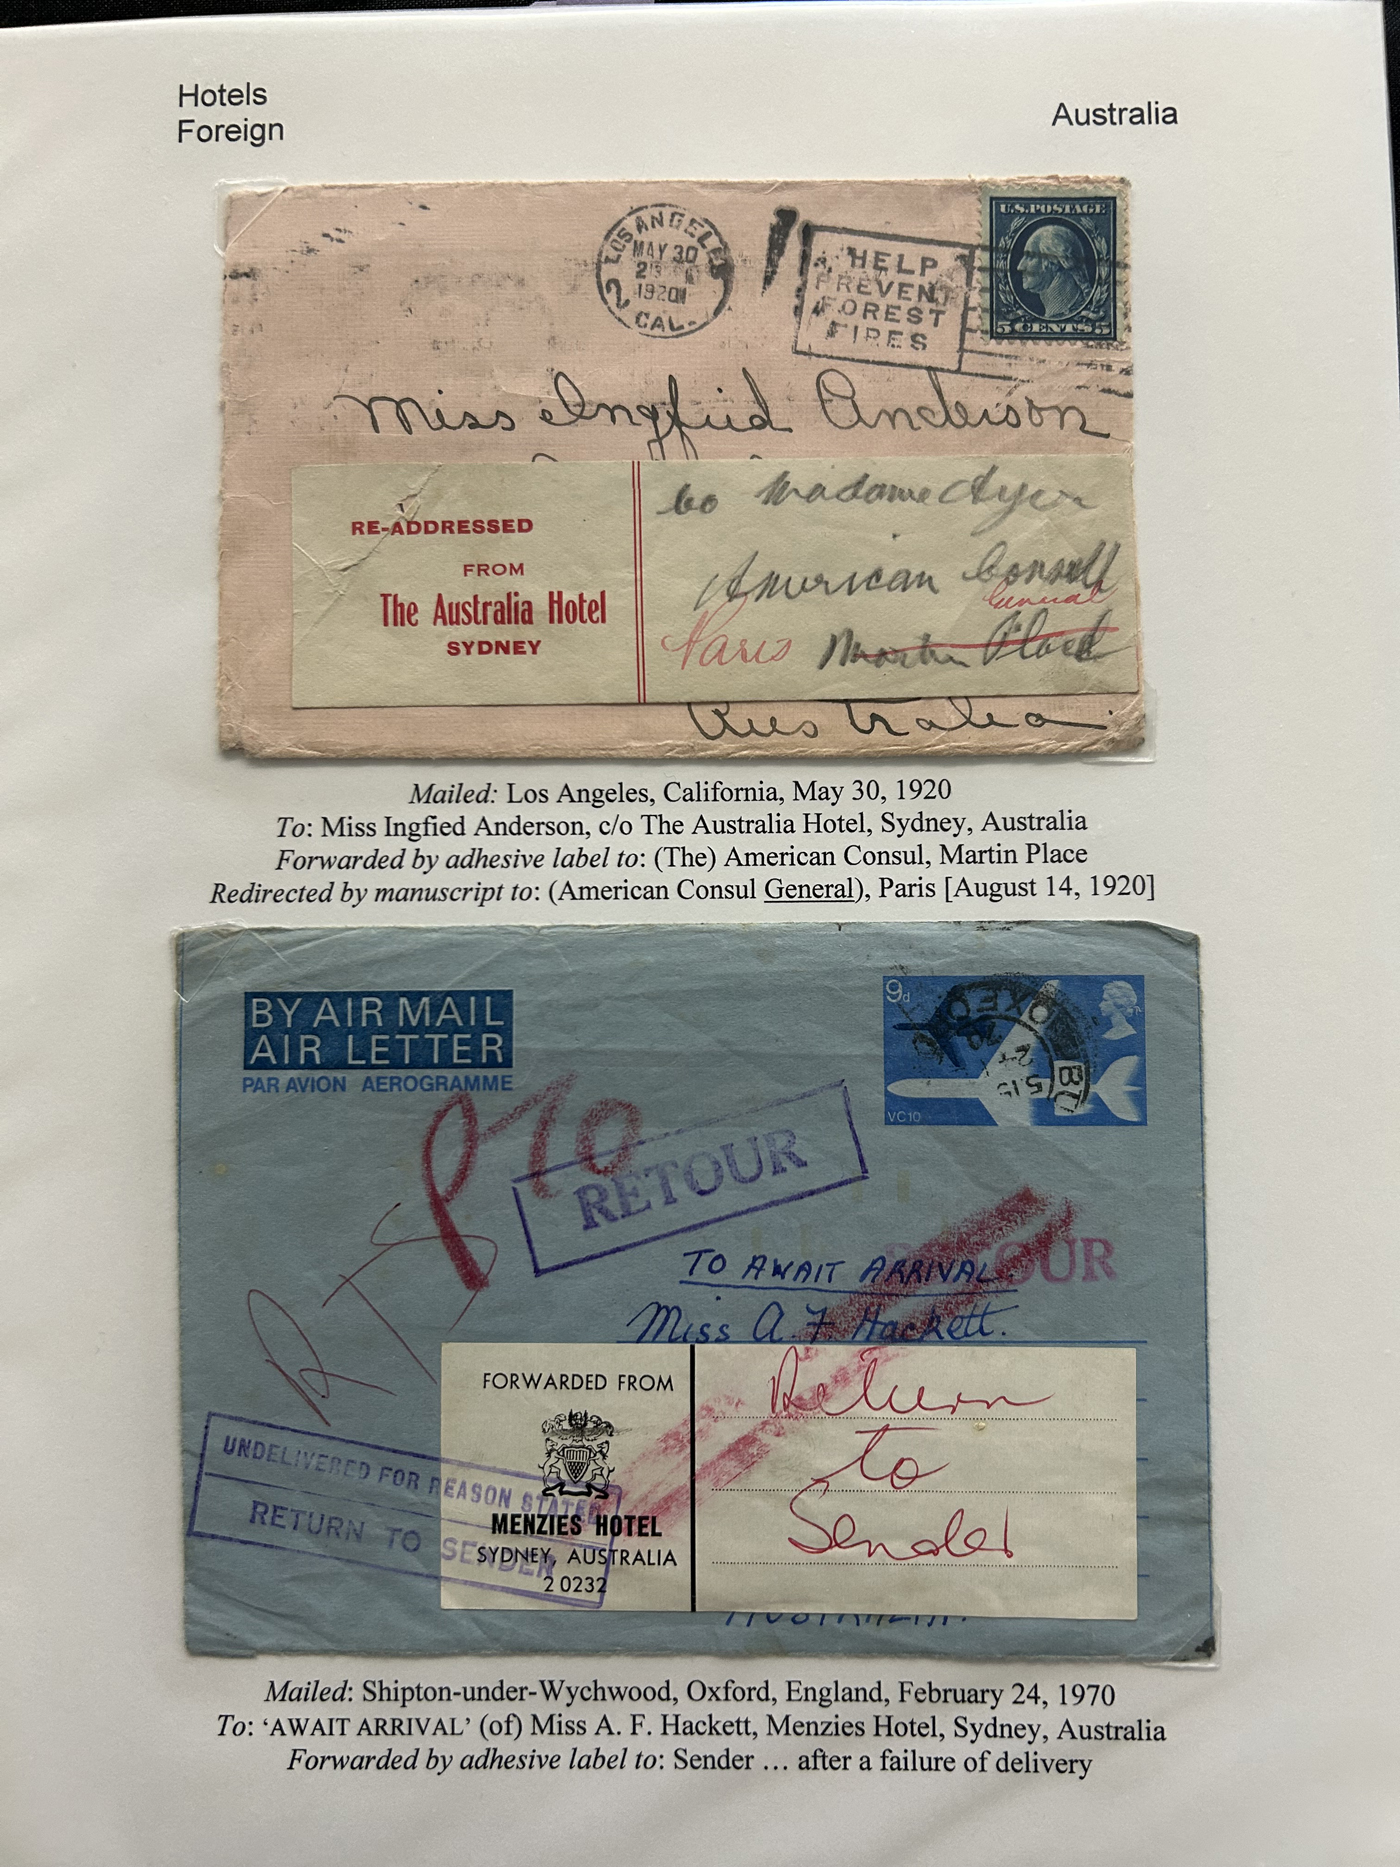 Hotels
Foreign
Australia
LOS ANGELES
MAY 30
1920
CAL.
2
HELP
PREVENT
FOREST
FIRES
U.S. POSTAGE
5 CENTS 5
Miss Ingfried Anderson
RE-ADDRESSED
FROM
The Australia Hotel
SYDNEY
co Madame Ayer
American Consul
General
Paris Martin Place
Australia
Mailed: Los Angeles, California, May 30, 1920
To: Miss Ingfied Anderson, c/o The Australia Hotel, Sydney, Australia
Forwarded by adhesive label to: (The) American Consul, Martin Place
Redirected by manuscript to: (American Consul General), Paris [August 14, 1920]
BY AIR MAIL
AIR LETTER
PAR AVION AEROGRAMME
9d
VC10
5.15
RETOUR
RTS
TO AWAIT ARRIVAL.
Miss A. F. Hackett.
FORWARDED FROM
MENZIES HOTEL
SYDNEY, AUSTRALIA
2 0232
Return
to
Sender
UNDELIVERED FOR REASON STATED
RETURN TO SENDER
AUSTRALIA.
Mailed: Shipton-under-Wychwood, Oxford, England, February 24, 1970
To: ‘AWAIT ARRIVAL’ (of) Miss A. F. Hackett, Menzies Hotel, Sydney, Australia
Forwarded by adhesive label to: Sender … after a failure of delivery